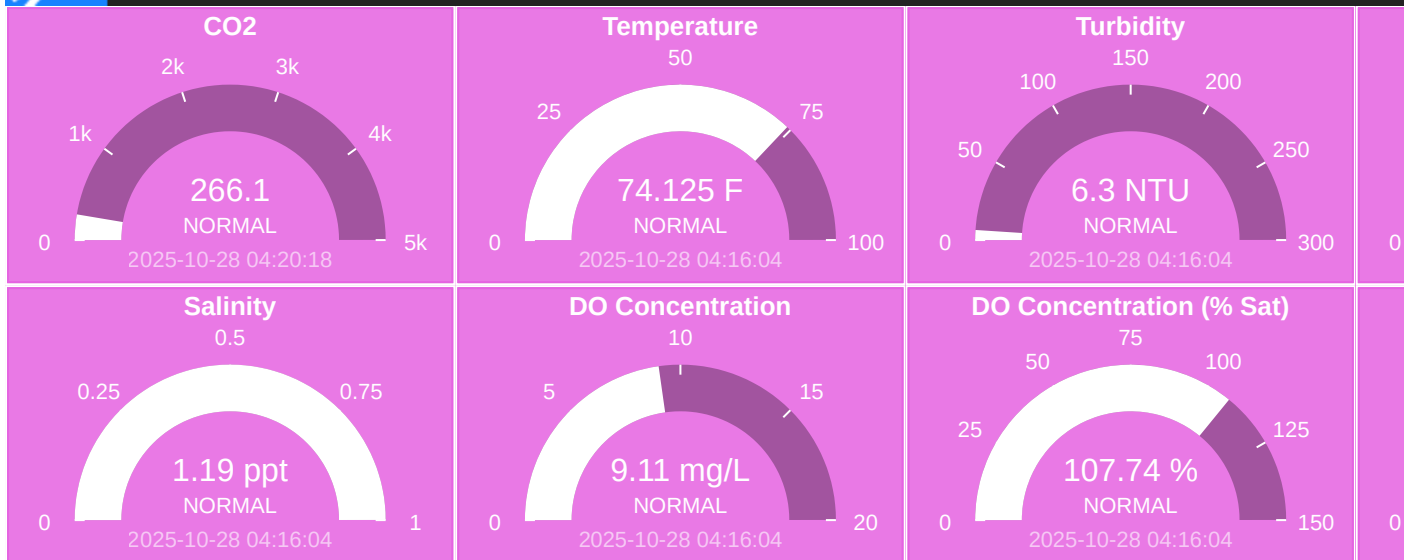 CO2
2k
3k
1k
4k
266.1
NORMAL
0
5k
2025-10-28 04:20:18
Temperature
50
25
75
74.125 F
NORMAL
0
100
2025-10-28 04:16:04
Turbidity
150
100
200
50
250
6.3 NTU
NORMAL
0
300
2025-10-28 04:16:04
0
Salinity
0.5
0.25
0.75
1.19 ppt
NORMAL
0
1
2025-10-28 04:16:04
DO Concentration
10
5
15
9.11 mg/L
NORMAL
0
20
2025-10-28 04:16:04
DO Concentration (% Sat)
75
50
100
25
125
107.74 %
NORMAL
0
150
2025-10-28 04:16:04
0